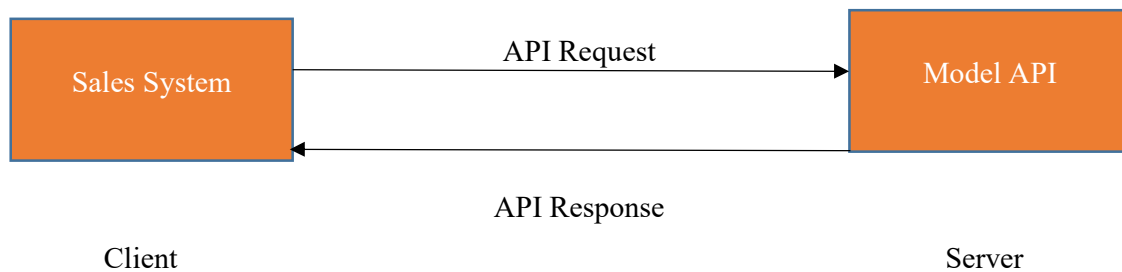 API Request
Sales System
Model API
API Response
Client
Server